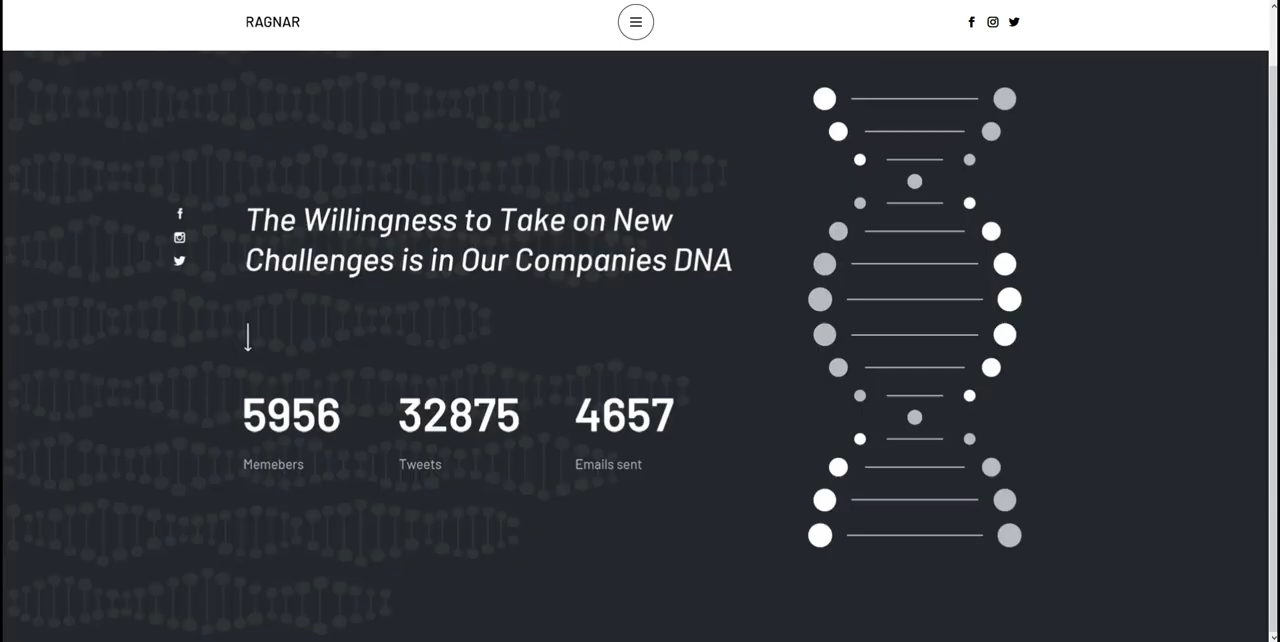 RAGNAR
The Willingness to Take on New
Challenges is in Our Companies DNA
5956 32875 4657
Memebers Tweets Emails sent